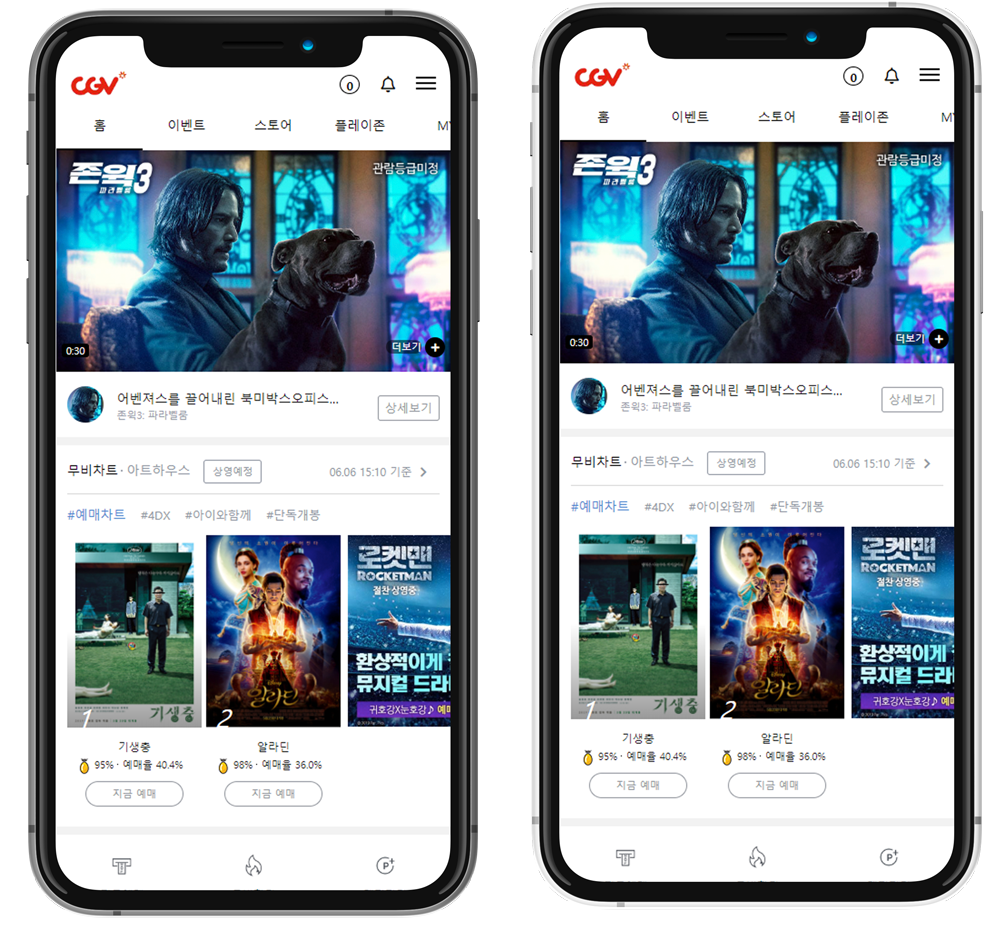 CGV
0
홈 이벤트 스토어 플레이존 MY
존윅3
파라벨룸
관람등급미정
0:30
더보기
어벤져스를 끌어내린 북미박스오피스...
존윅3: 파라벨룸
상세보기
무비차트 · 아트하우스 상영예정 06.06 15:10 기준
#예매차트 #4DX #아이와함께 #단독개봉
기생충
1
Disney
알라딘
2
로켓맨
ROCKETMAN
절찬 상영중
환상적이게
뮤지컬 드라
귀호강X눈호강♪ 예매
기생충
95% · 예매율 40.4%
지금 예매
알라딘
98% · 예매율 36.0%
지금 예매
P+
CGV
0
홈 이벤트 스토어 플레이존 MY
존윅3
파라벨룸
관람등급미정
0:30
더보기
어벤져스를 끌어내린 북미박스오피스...
존윅3: 파라벨룸
상세보기
무비차트 · 아트하우스 상영예정 06.06 15:10 기준
#예매차트 #4DX #아이와함께 #단독개봉
기생충
1
Disney
알라딘
2
로켓맨
ROCKETMAN
절찬 상영중
환상적이게
뮤지컬 드라
귀호강X눈호강♪ 예매
기생충
95% · 예매율 40.4%
지금 예매
알라딘
98% · 예매율 36.0%
지금 예매
P+